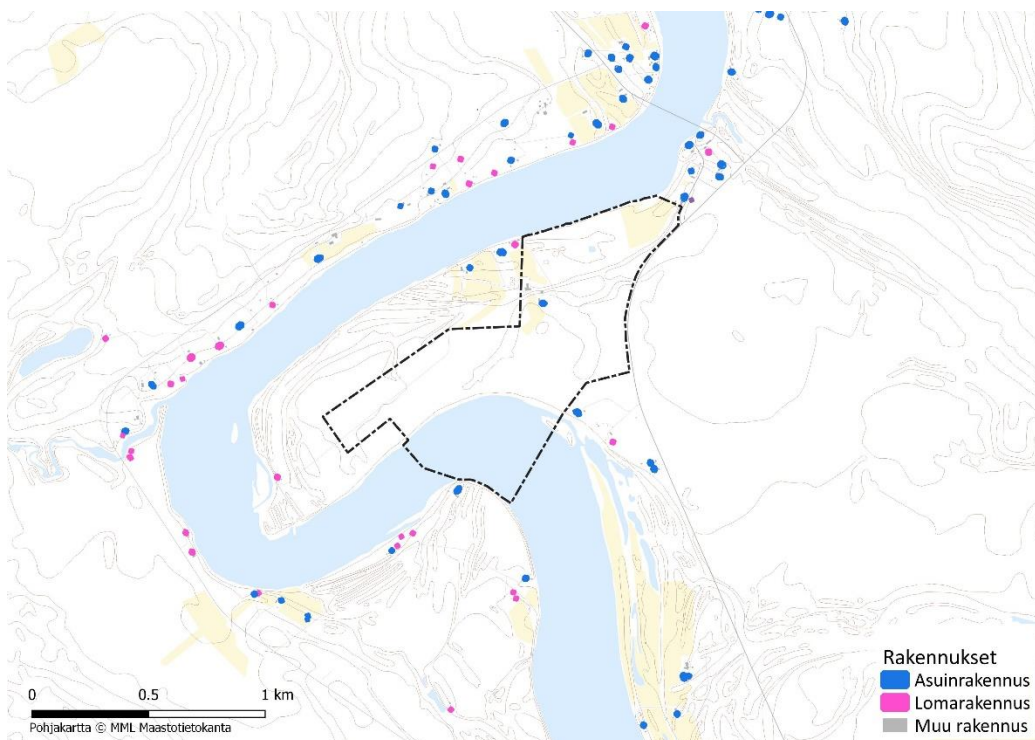 Rakennukset
Asuinrakennus
Lomarakennus
Muu rakennus
0 0.5 1 km
Pohjakartta © MML Maastotietokanta